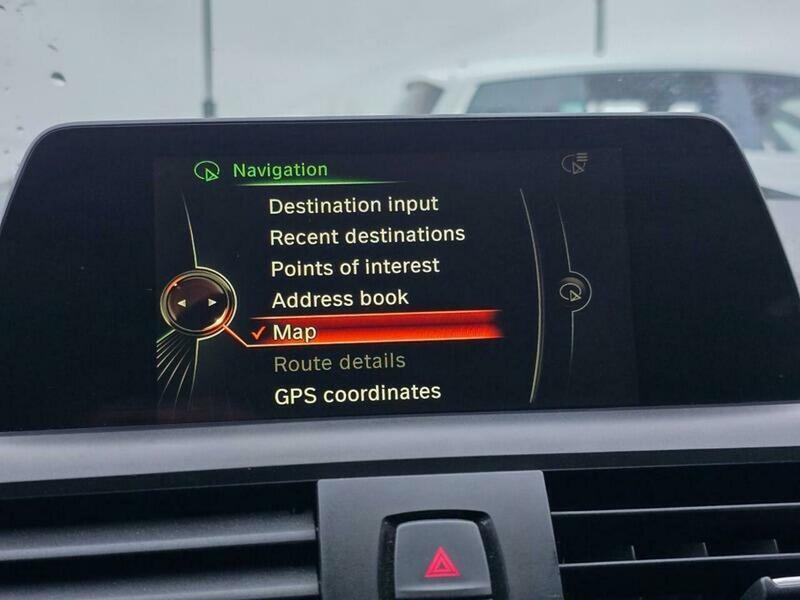 Navigation
Destination input
Recent destinations
Points of interest
Address book
Map
Route details
GPS coordinates